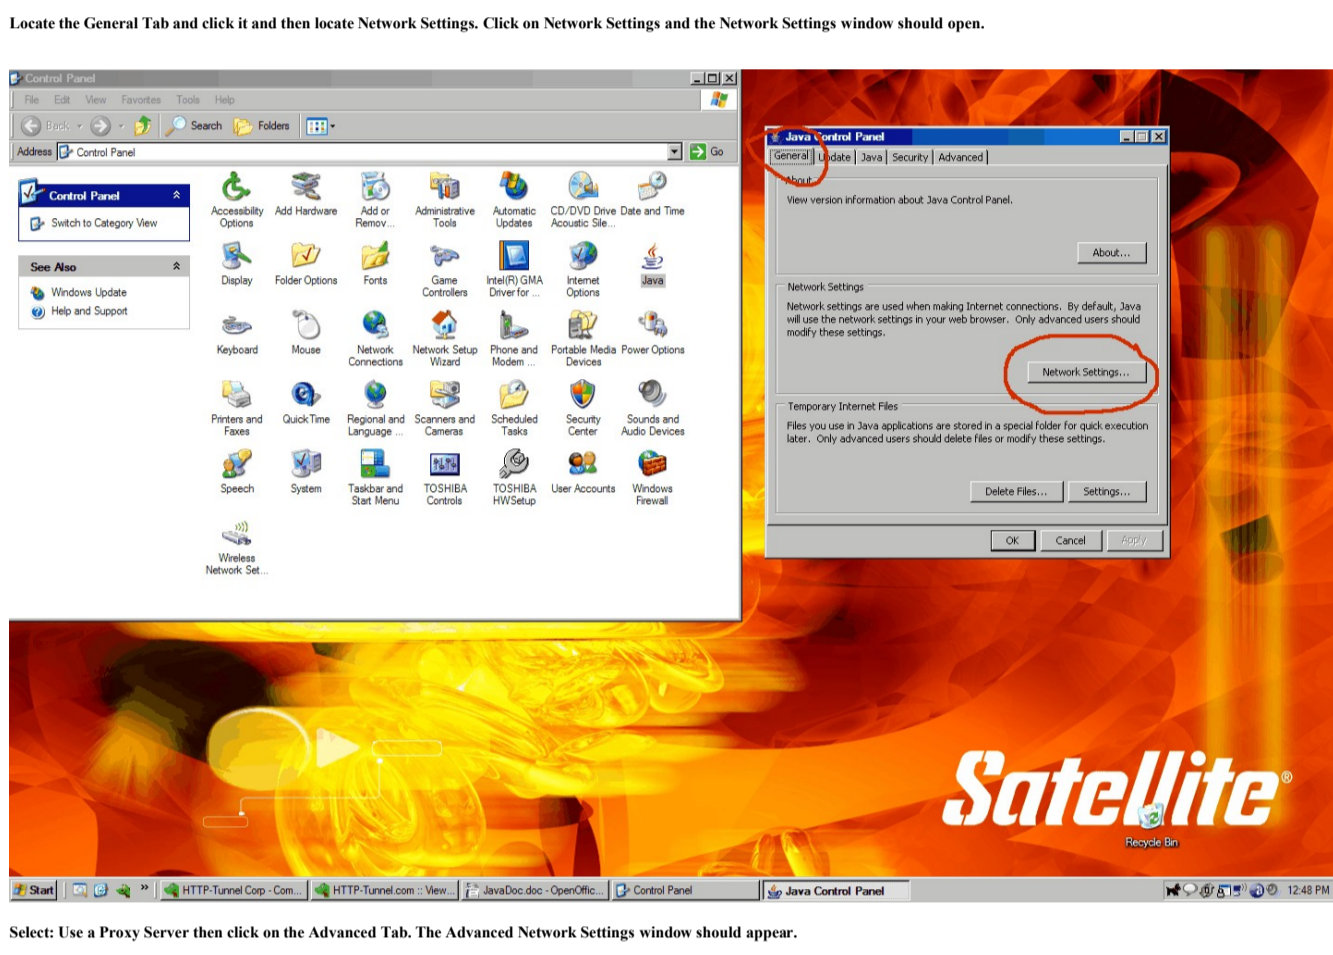 Locate the General Tab and click it and then locate Network Settings. Click on Network Settings and the Network Settings window should open.
Control Panel
File Edit View Favorites Tools Help
Back Search Folders
Address Control Panel Go
Control Panel
Switch to Category View
See Also
Windows Update
Help and Support
Accessibility Options
Add Hardware
Add or Remov...
Administrative Tools
Automatic Updates
CD/DVD Drive Acoustic Sile...
Date and Time
Display
Folder Options
Fonts
Game Controllers
Intel(R) GMA Driver for ...
Internet Options
Java
Keyboard
Mouse
Network Connections
Network Setup Wizard
Phone and Modem ...
Portable Media Devices
Power Options
Printers and Faxes
QuickTime
Regional and Language ...
Scanners and Cameras
Scheduled Tasks
Security Center
Sounds and Audio Devices
Speech
System
Taskbar and Start Menu
TOSHIBA Controls
TOSHIBA HWSetup
User Accounts
Windows Firewall
Wireless Network Set...
Java Control Panel
General Update Java Security Advanced
About
View version information about Java Control Panel.
About...
Network Settings
Network settings are used when making Internet connections. By default, Java
will use the network settings in your web browser. Only advanced users should
modify these settings.
Network Settings...
Temporary Internet Files
Files you use in Java applications are stored in a special folder for quick execution
later. Only advanced users should delete files or modify these settings.
Delete Files... Settings...
OK Cancel Apply
Satellite®
Recycle Bin
Start » HTTP-Tunnel Corp - Com... HTTP-Tunnel.com :: View... JavaDoc.doc - OpenOffic... Control Panel Java Control Panel 12:48 PM
Select: Use a Proxy Server then click on the Advanced Tab. The Advanced Network Settings window should appear.